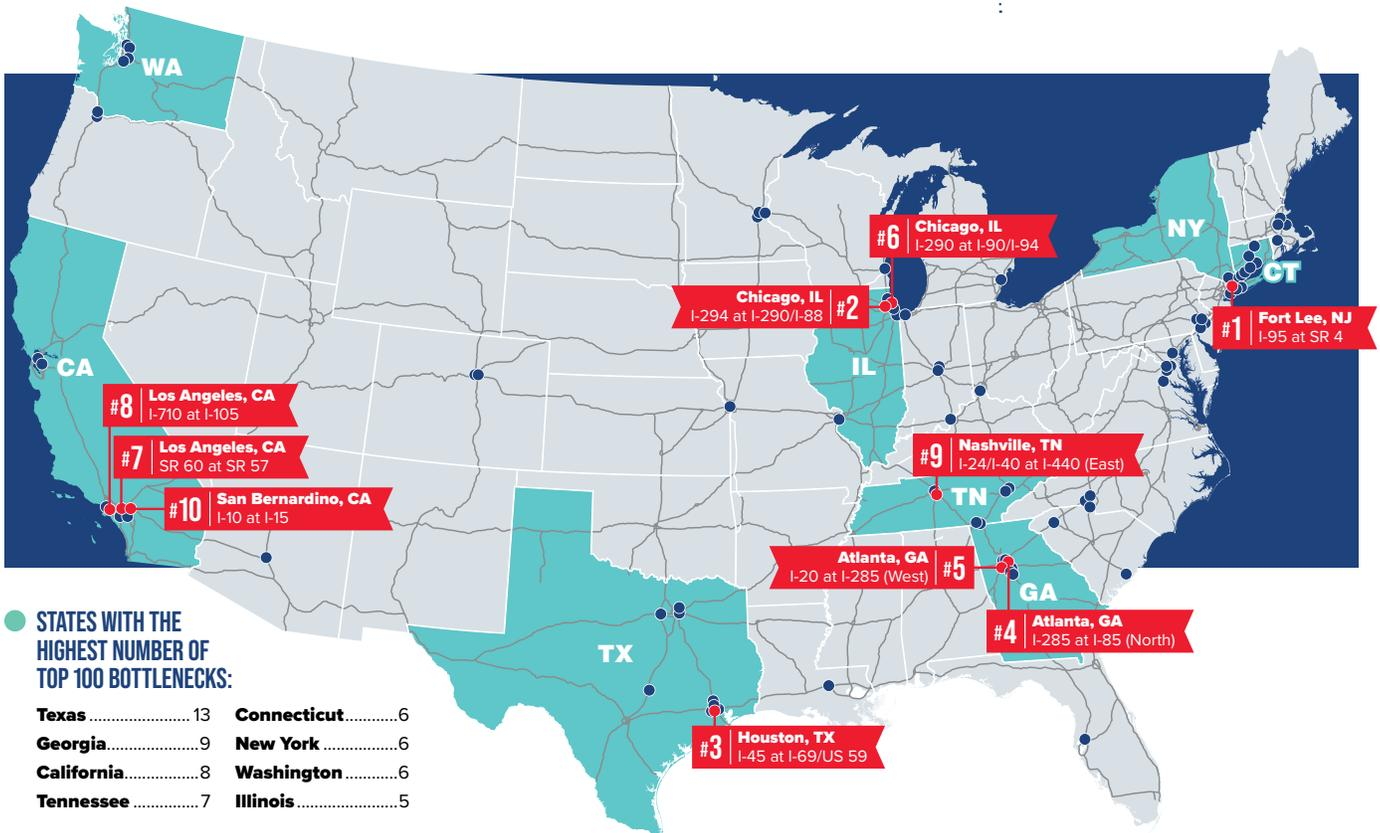 :
WA
NY
CT
CA
IL
TN
GA
TX
#6 Chicago, IL
I-290 at I-90/I-94
Chicago, IL #2
I-294 at I-290/I-88
#1 Fort Lee, NJ
I-95 at SR 4
#8 Los Angeles, CA
I-710 at I-105
#7 Los Angeles, CA
SR 60 at SR 57
#10 San Bernardino, CA
I-10 at I-15
#9 Nashville, TN
I-24/I-40 at I-440 (East)
Atlanta, GA #5
I-20 at I-285 (West)
#4 Atlanta, GA
I-285 at I-85 (North)
#3 Houston, TX
I-45 at I-69/US 59
STATES WITH THE
HIGHEST NUMBER OF
TOP 100 BOTTLENECKS:
Texas ...................... 13
Georgia..................... 9
California.................. 8
Tennessee .............. 7
Connecticut........... 6
New York ................ 6
Washington ........... 6
Illinois...................... 5